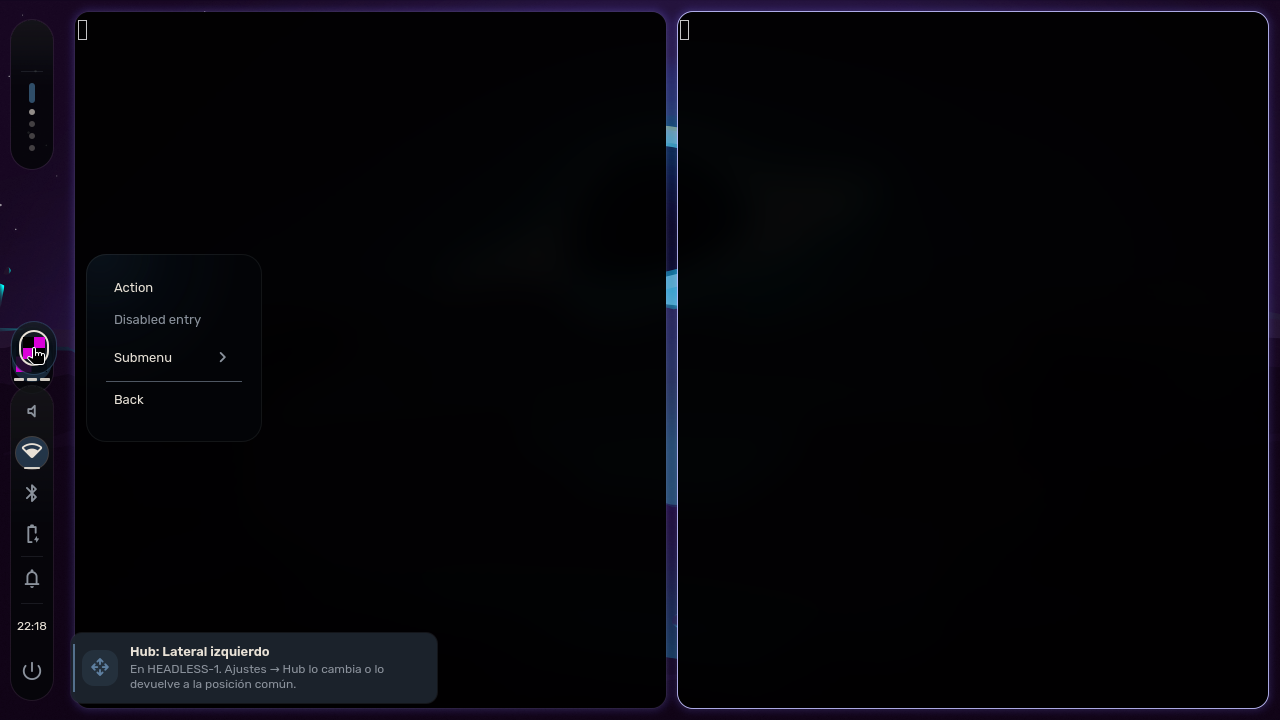 Action
Disabled entry
Submenu
Back
22:18
Hub: Lateral izquierdo
En HEADLESS-1. Ajustes → Hub lo cambia o lo
devuelve a la posición común.